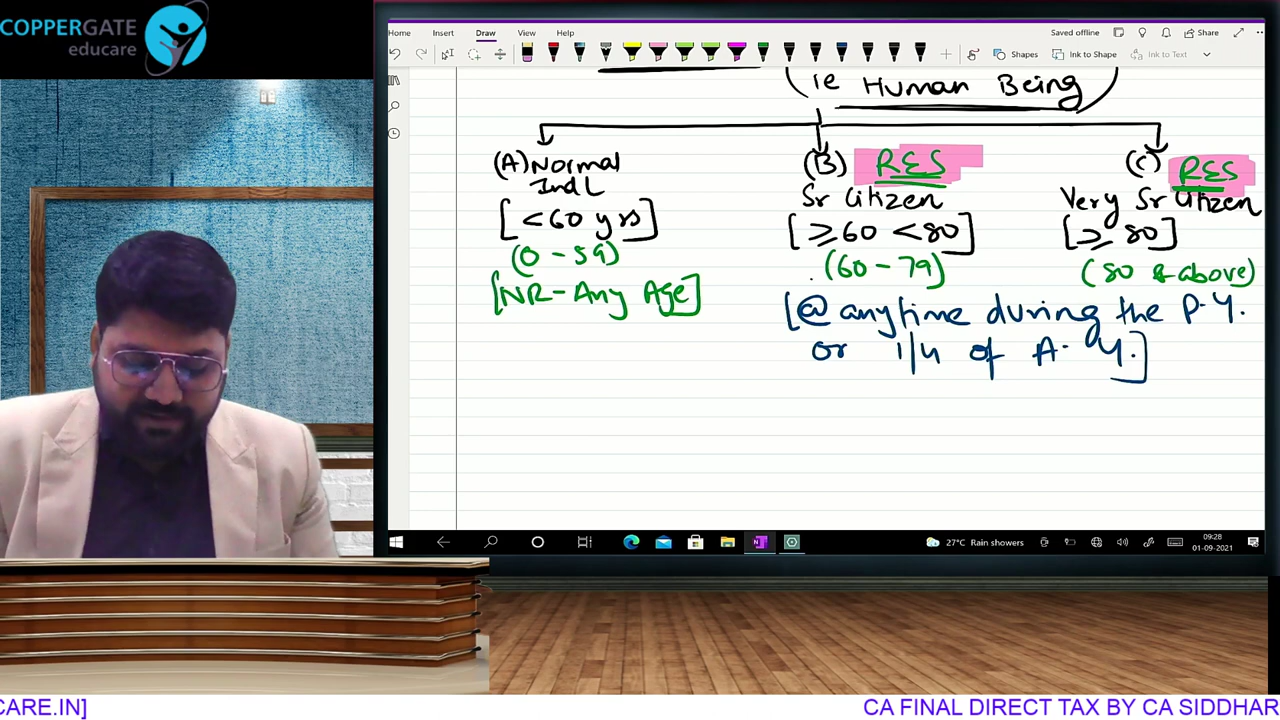 COPPERGATE
educare
Home Insert Draw View Help
Saved offline
Share
Shapes
Ink to Shape
Ink to Text
(ie Human Being)
(A) Normal
Indl
[<60 yrs]
(0 - 59)
[NR-Any Age]
(B) RES
Sr Citizen
[≥60 <80]
(60 - 79)
(C) RES
Very Sr Citizen
[≥ 80]
(80 & above)
[@ anytime during the P.Y.
or 1/4 of A.Y.]
27°C Rain showers
09:28
01-09-2021
CARE.IN]
CA FINAL DIRECT TAX BY CA SIDDHAR